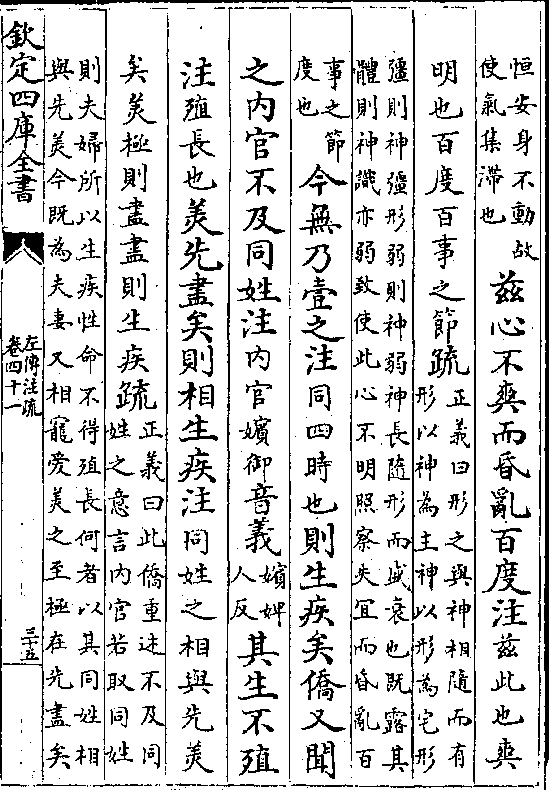 恒安身不動故
使氣集滯也
兹心不爽而昏亂百度注兹此也爽
明也百度百事之節疏
正義曰形之與神相隨而有
形以神為主神以形為宅形
彊則神彊形弱則神弱神長隨形而盛衰也既露其
體則神識亦弱致使此心不明照察失宜而昏亂百
事之節
度也
今無乃壹之注同四時也則生疾矣僑又聞
之内官不及同姓注内官嬪御音義
嬪婢
人反
其生不殖
注殖長也美先盡矣則相生疾注同姓之相與先美
矣美極則盡盡則生疾疏
正義曰此僑重述不及同
姓之意言内官若取同姓
則夫婦所以生疾性命不得殖長何者以其同姓相
與先美今既為夫妻又相寵愛美之至極在先盡矣
欽定四庫全書
左傳注疏
卷四十一
三十五